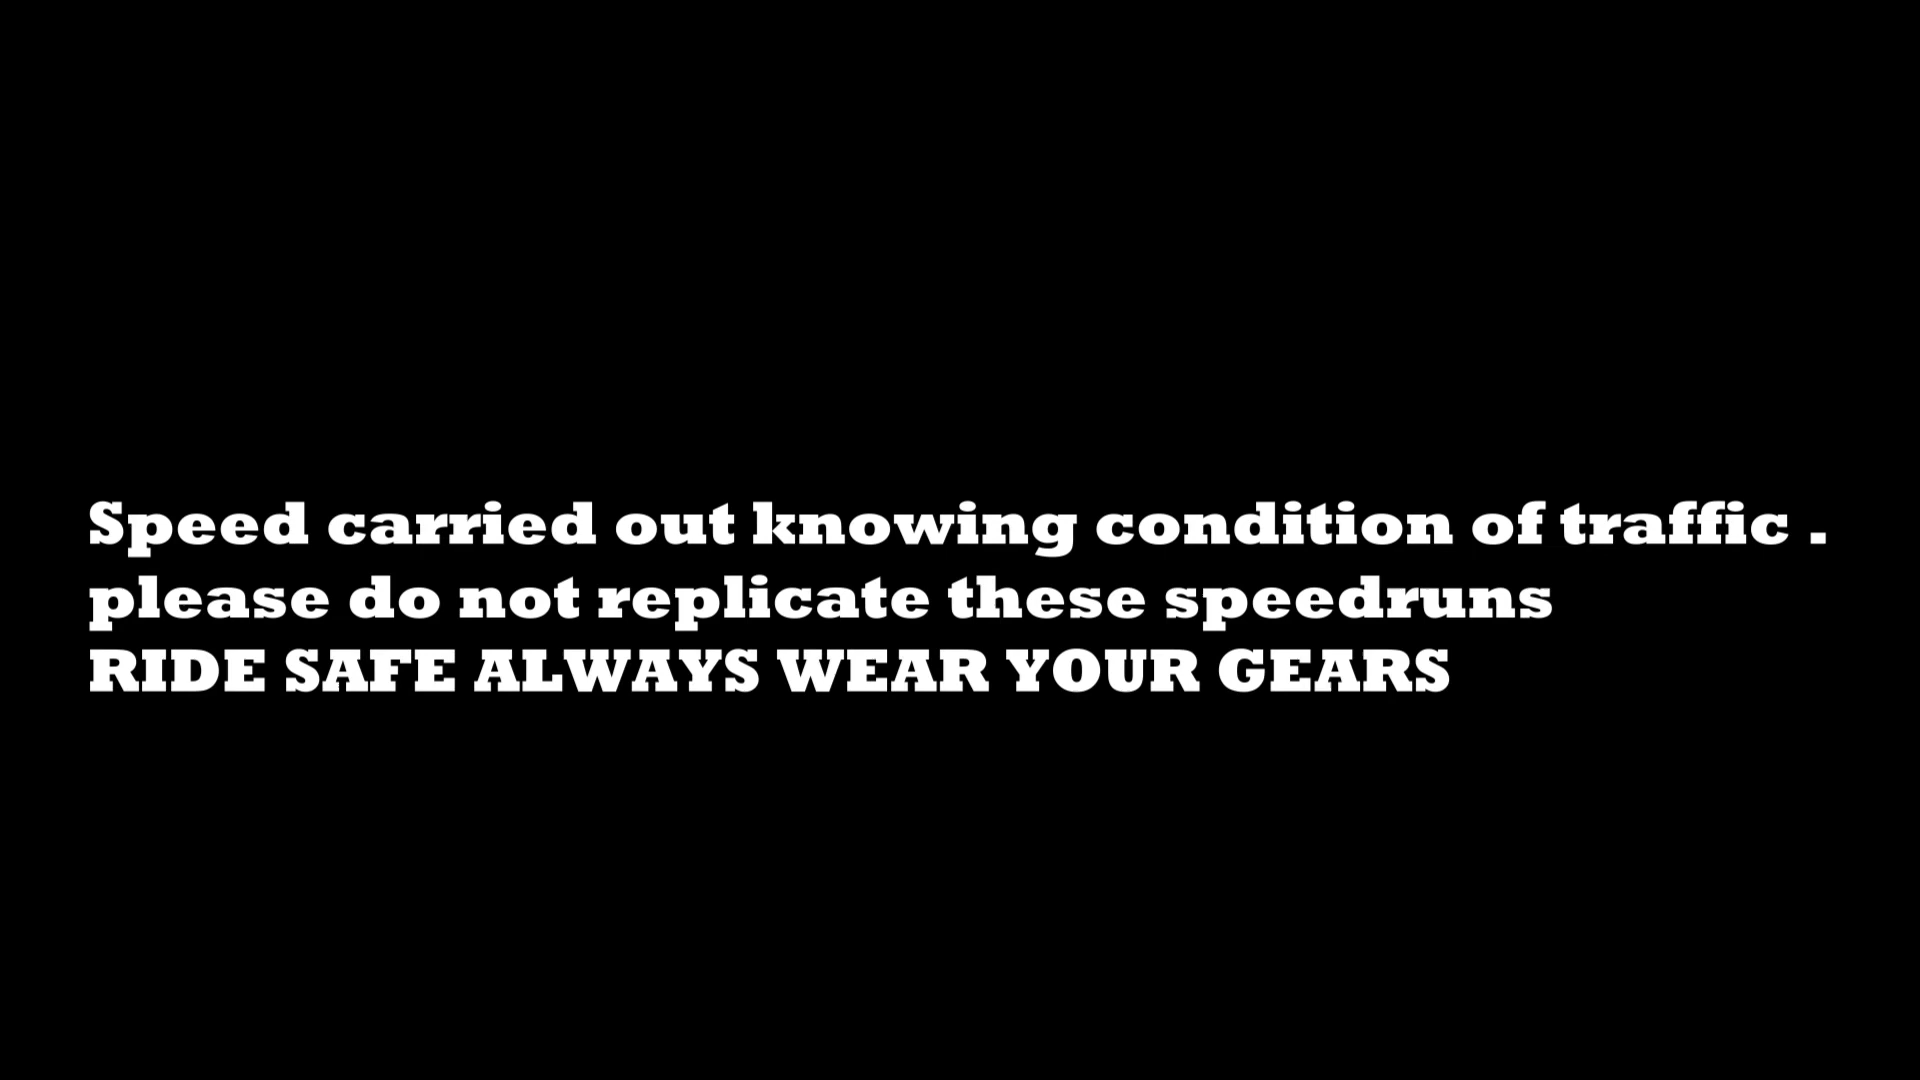 Speed carried out knowing condition of traffic .
please do not replicate these speedruns
RIDE SAFE ALWAYS WEAR YOUR GEARS